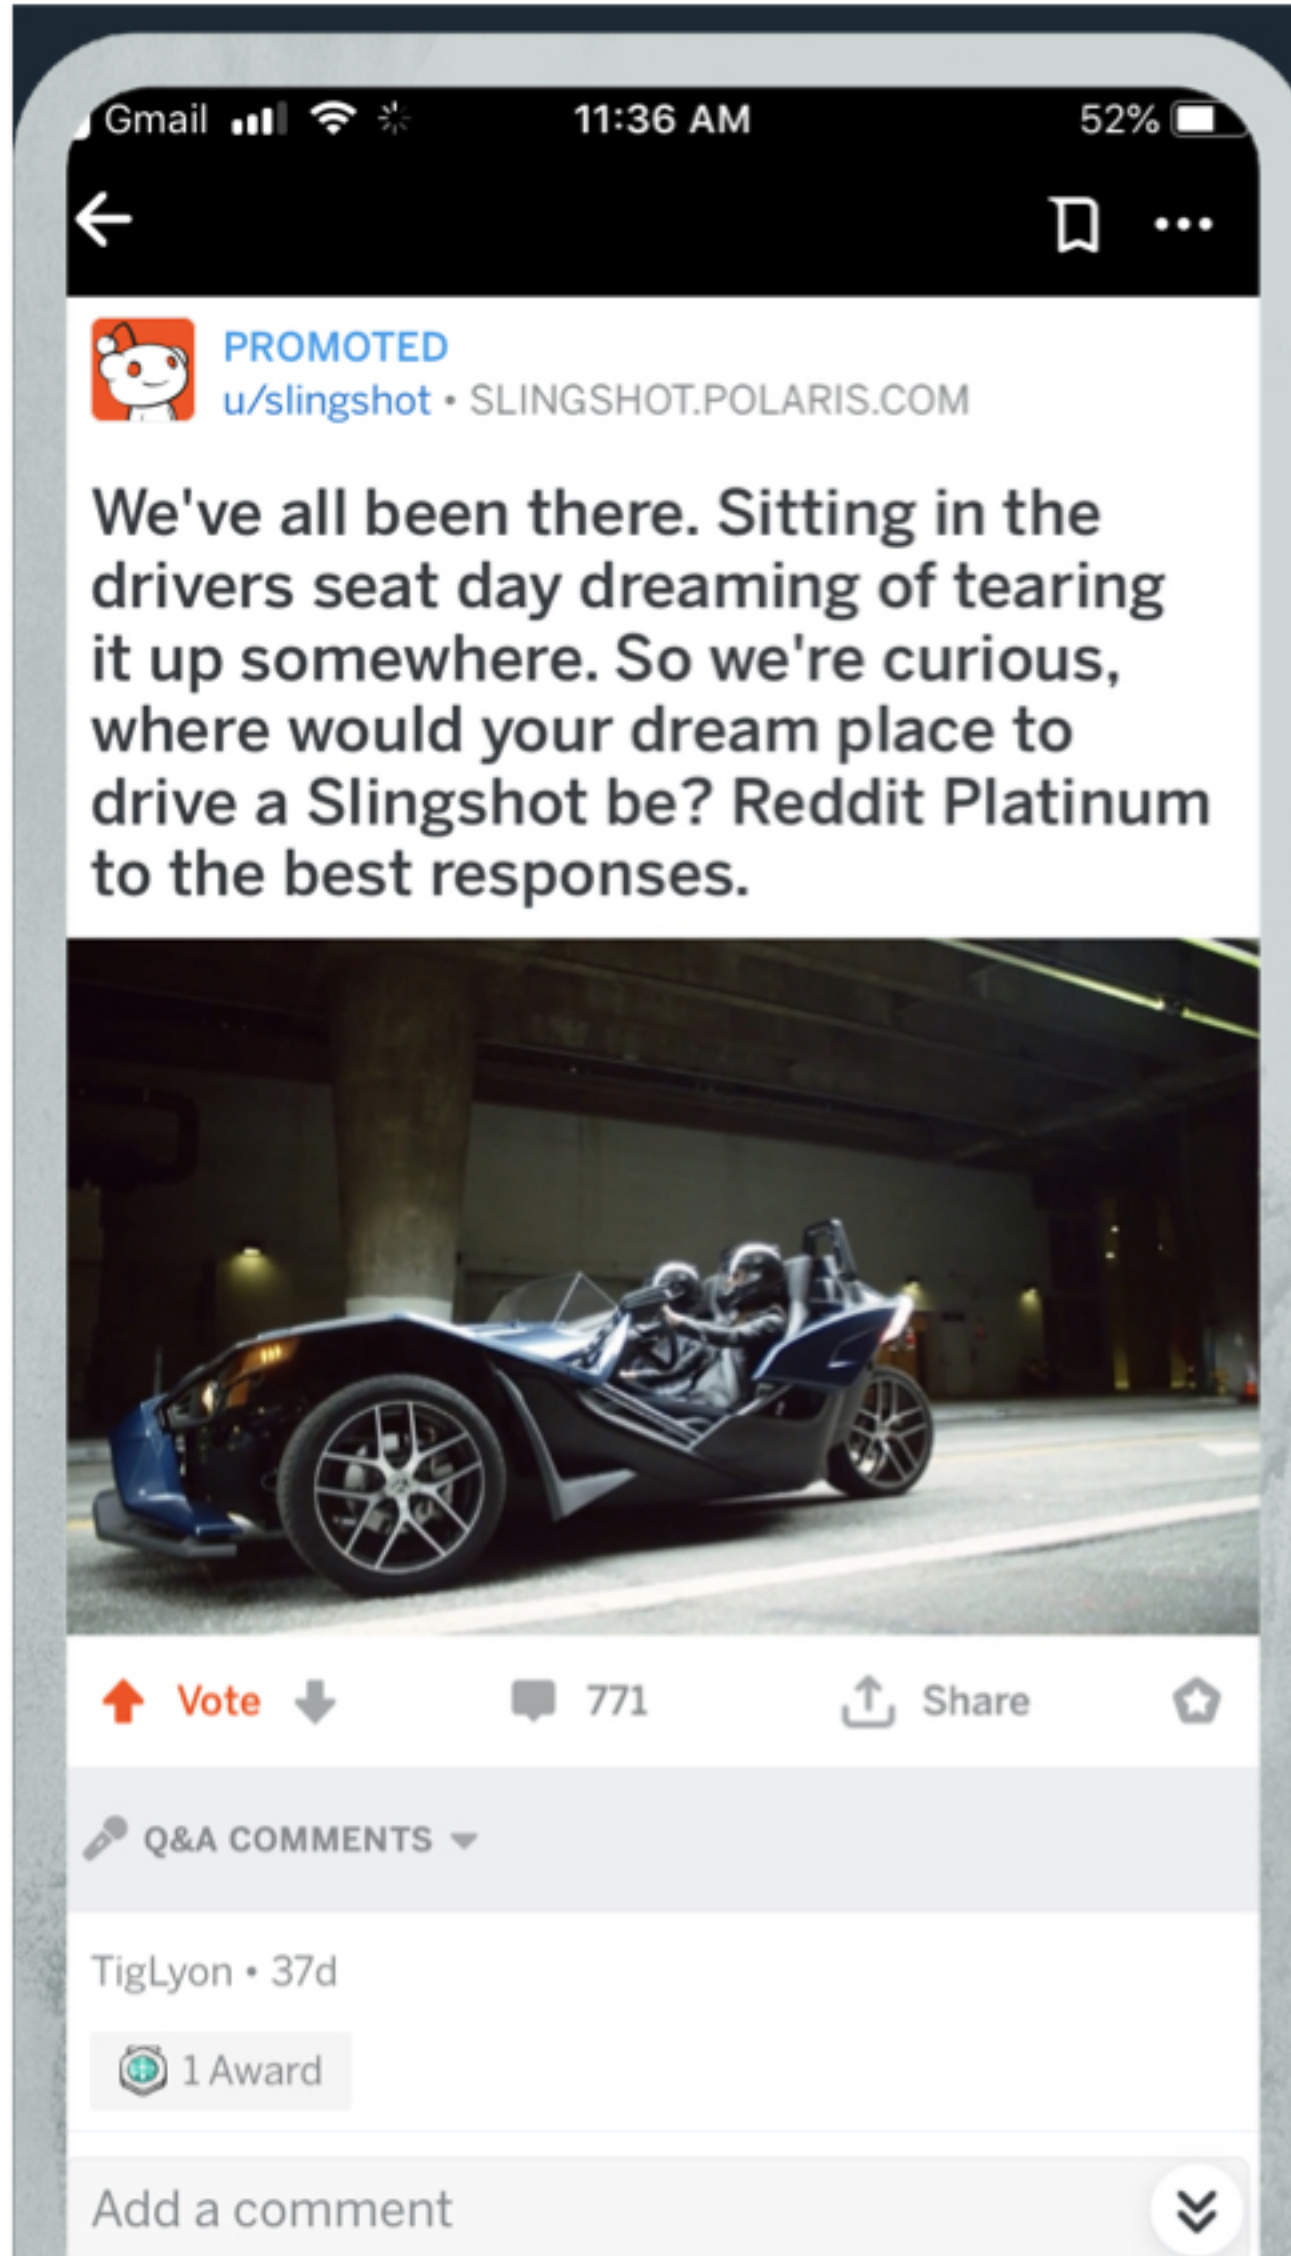 Gmail 11:36 AM 52%
PROMOTED
u/slingshot • SLINGSHOT.POLARIS.COM
We've all been there. Sitting in the
drivers seat day dreaming of tearing
it up somewhere. So we're curious,
where would your dream place to
drive a Slingshot be? Reddit Platinum
to the best responses.
Vote 771 Share
Q&A COMMENTS
TigLyon • 37d
1 Award
Add a comment